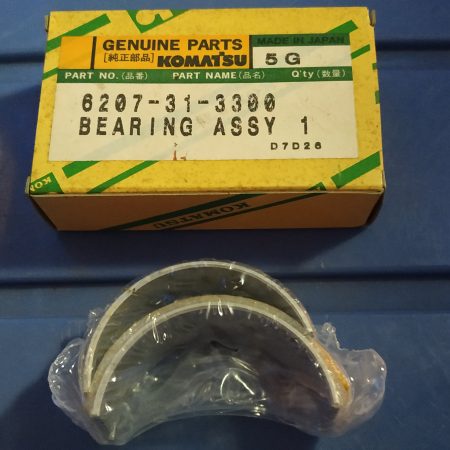 GENUINE PARTS
[純正部品] KOMATSU
MADE IN JAPAN
5 G
PART NO.(品番) PART NAME(品名) Q'ty(数量)
6207-31-3300
BEARING ASSY 1
D7D26
KOMATSU